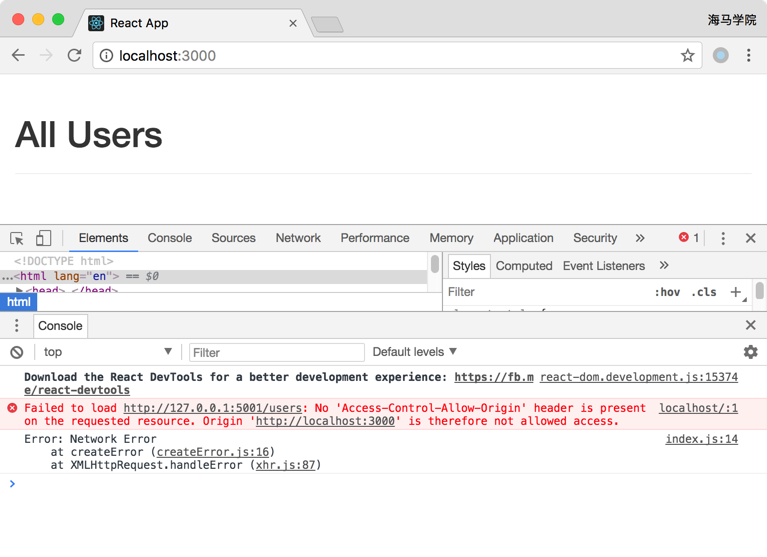 React App
海马学院
localhost:3000
All Users
Elements Console Sources Network Performance Memory Application Security » 1
<!DOCTYPE html>
...<html lang="en"> == $0
▶<head>…</head>
html
Styles Computed Event Listeners »
Filter :hov .cls +
Console
top ▼ Filter Default levels ▼
Download the React DevTools for a better development experience: https://fb.m react-dom.development.js:15374
e/react-devtools
Failed to load http://127.0.0.1:5001/users: No 'Access-Control-Allow-Origin' header is present localhost/:1
on the requested resource. Origin 'http://localhost:3000' is therefore not allowed access.
Error: Network Error index.js:14
at createError (createError.js:16)
at XMLHttpRequest.handleError (xhr.js:87)
>